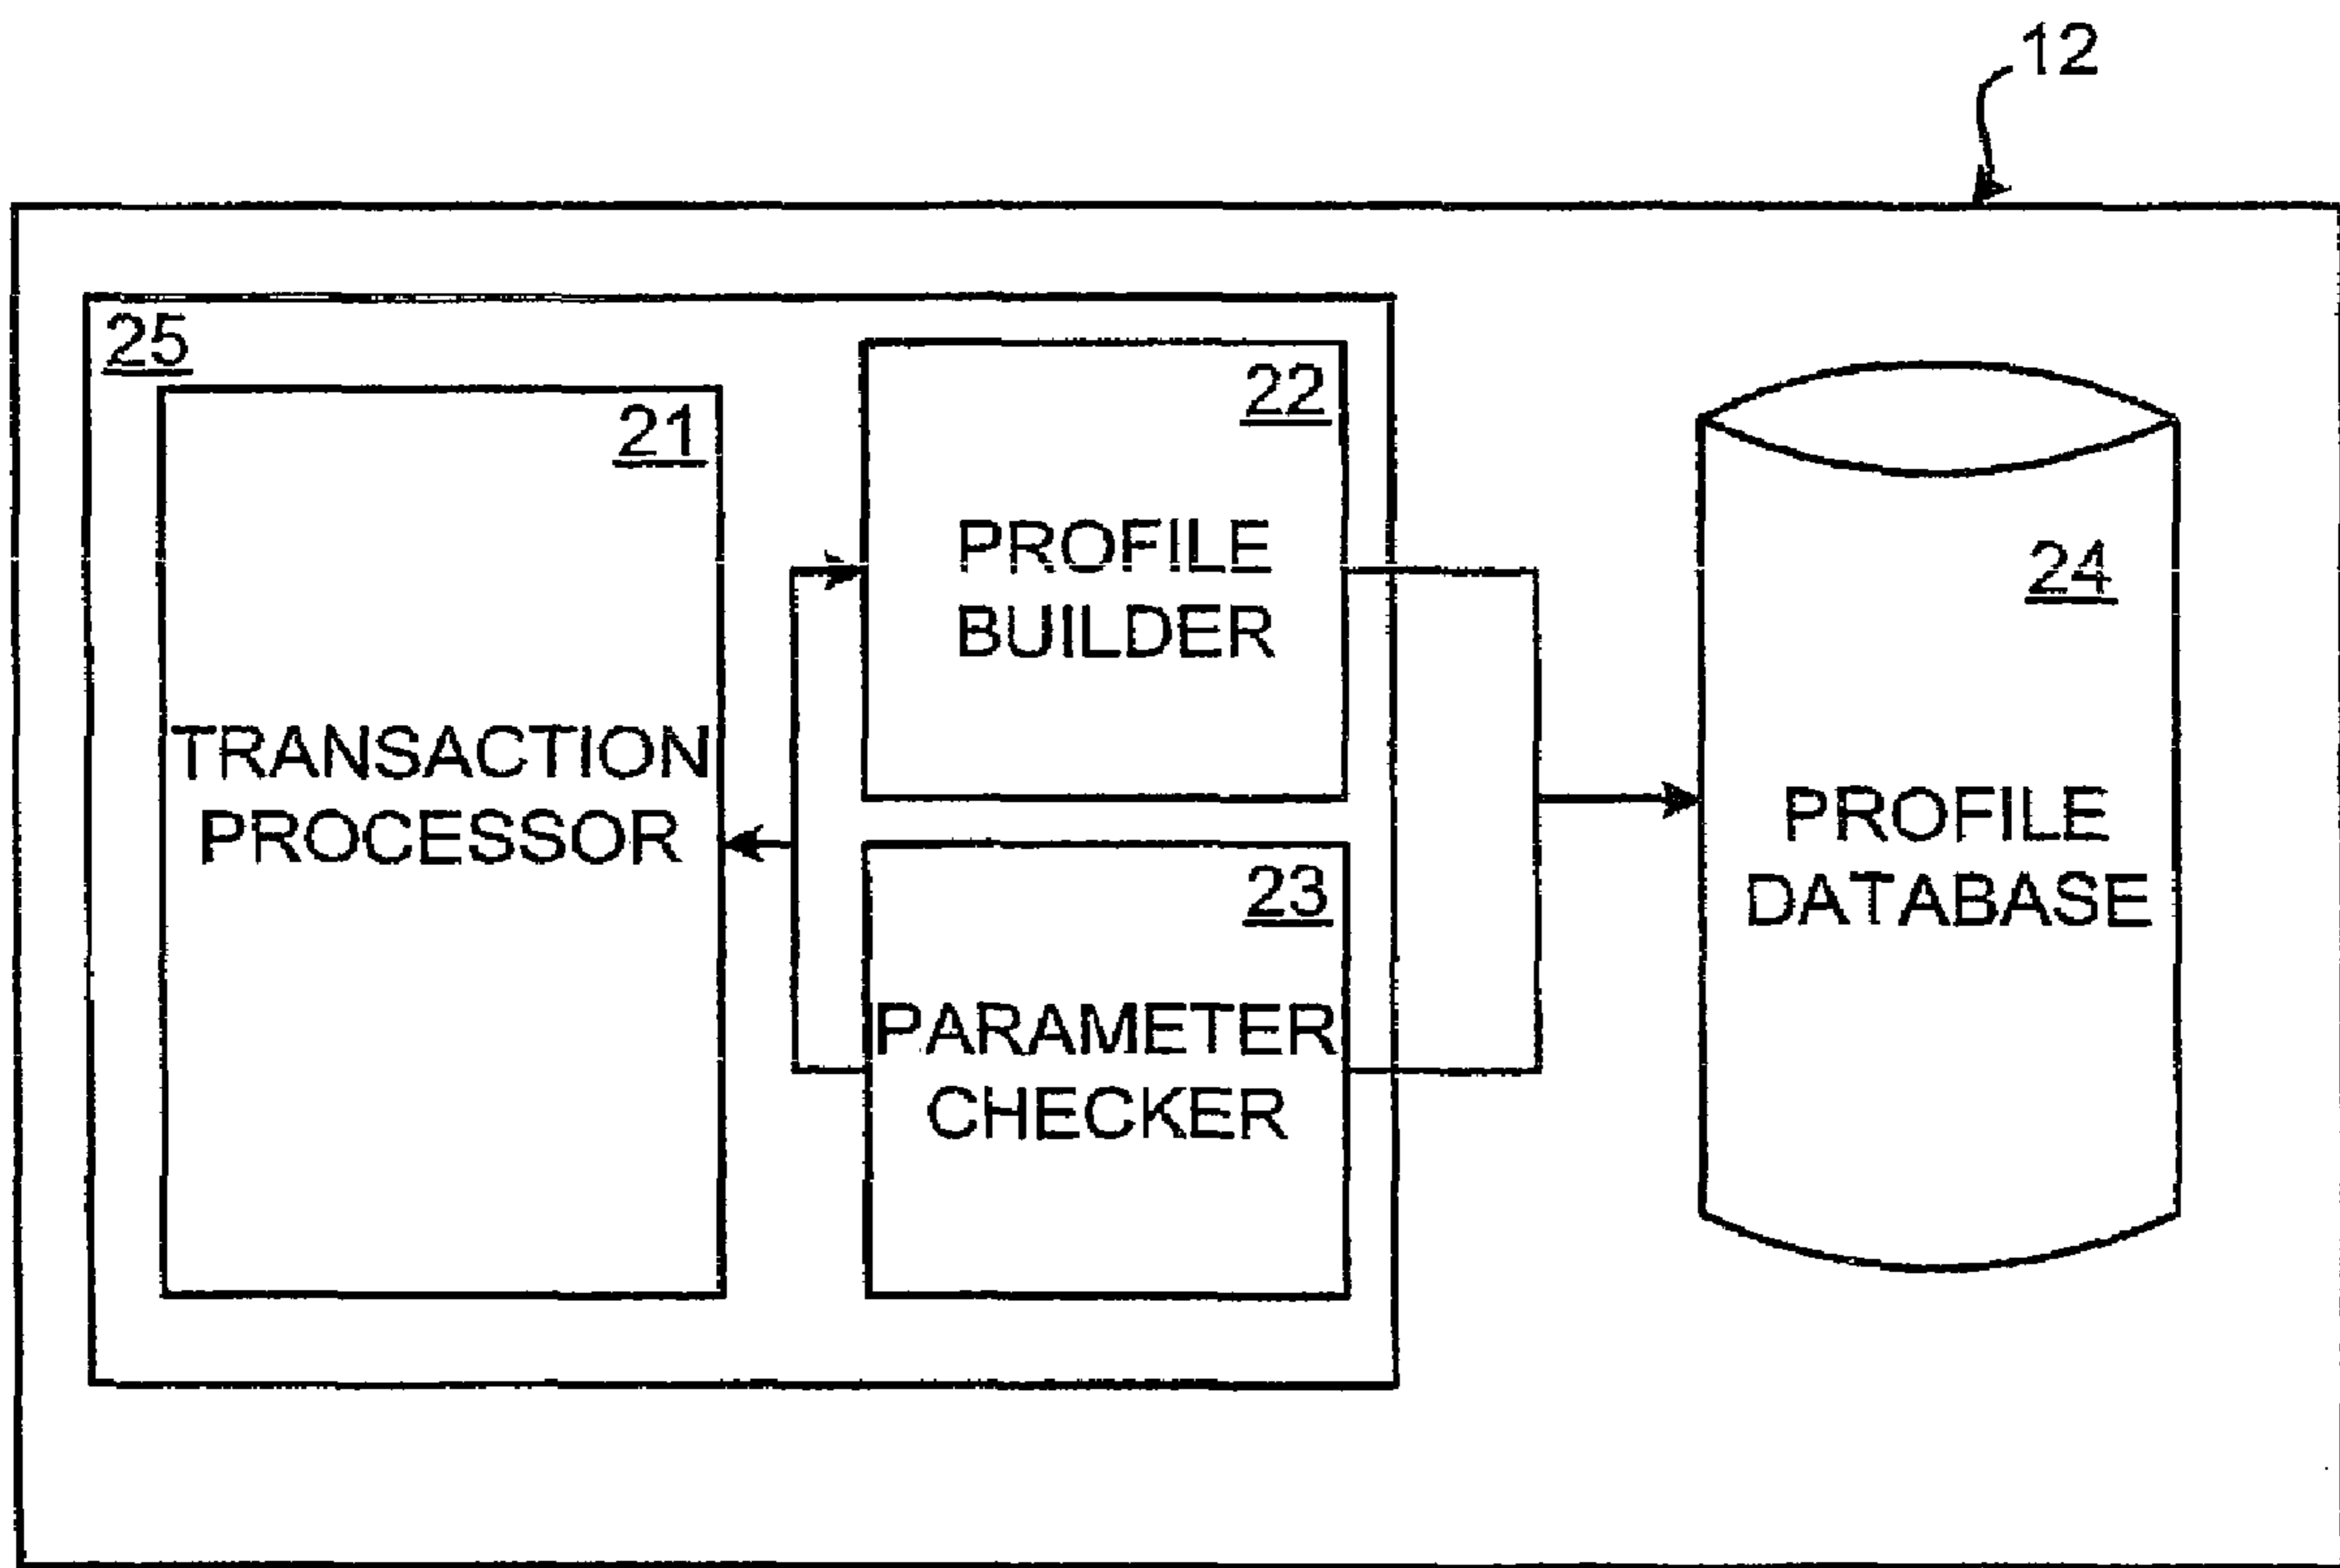 12
25
21
TRANSACTION
PROCESSOR
22
PROFILE
BUILDER
23
PARAMETER
CHECKER
24
PROFILE
DATABASE